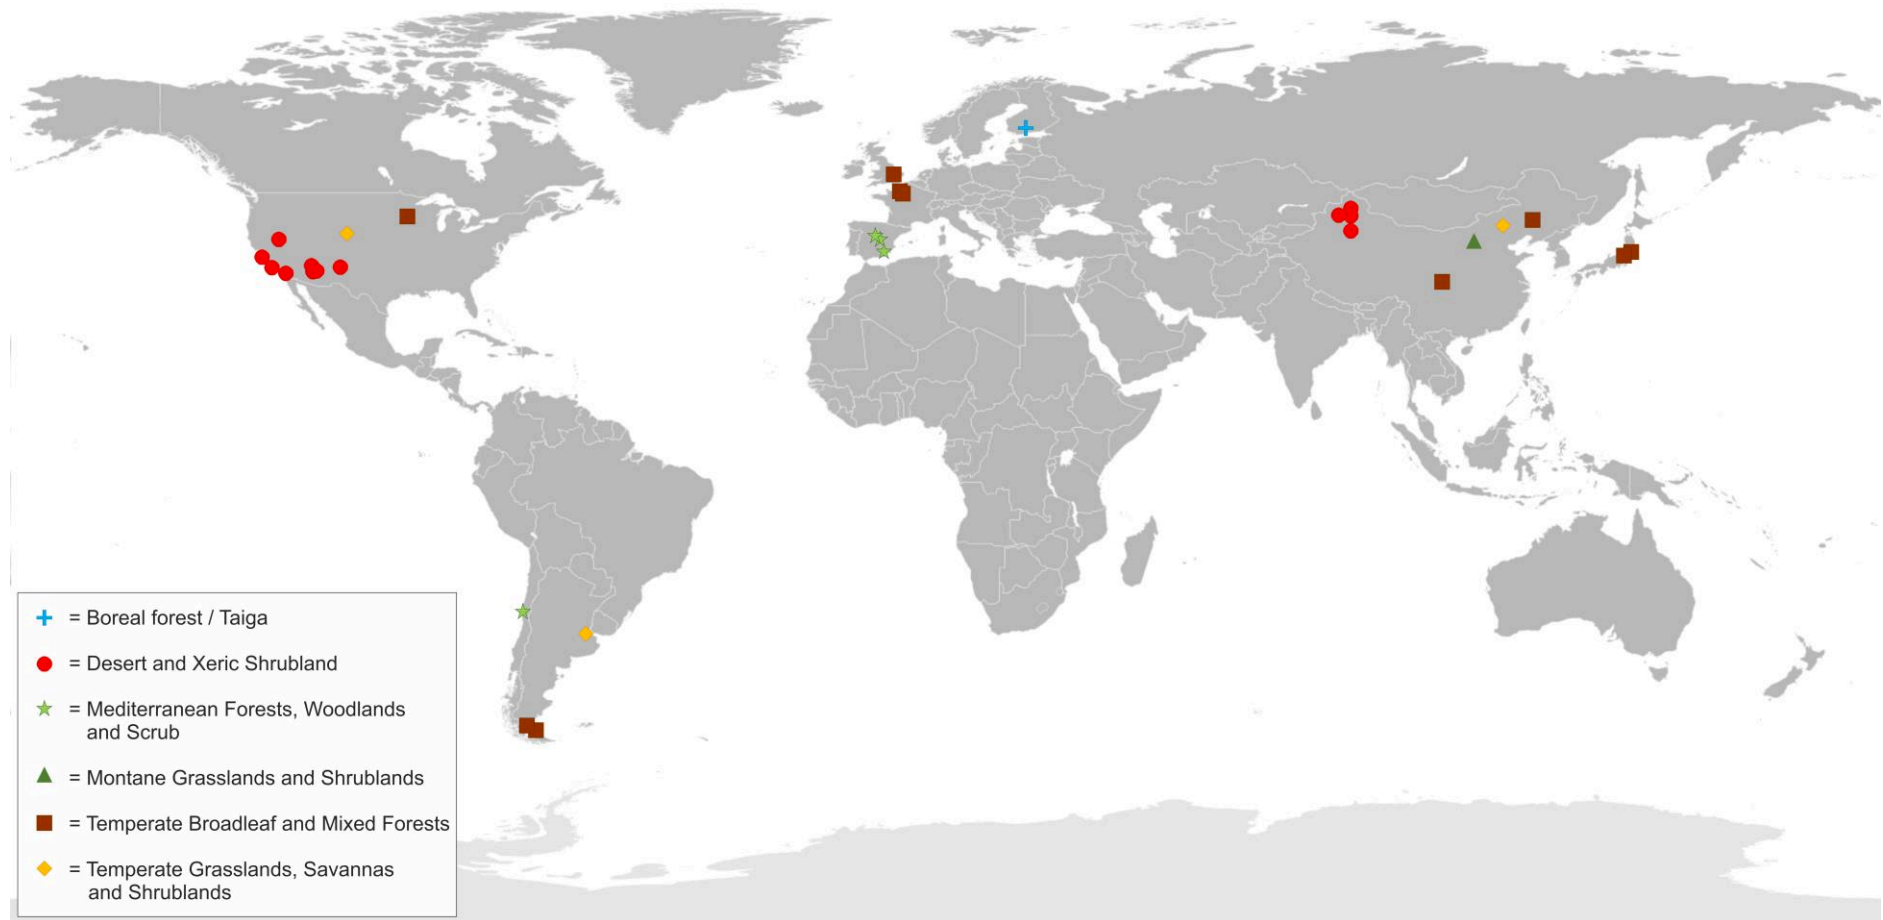 = Boreal forest / Taiga
= Desert and Xeric Shrubland
= Mediterranean Forests, Woodlands
and Scrub
= Montane Grasslands and Shrublands
= Temperate Broadleaf and Mixed Forests
= Temperate Grasslands, Savannas
and Shrublands